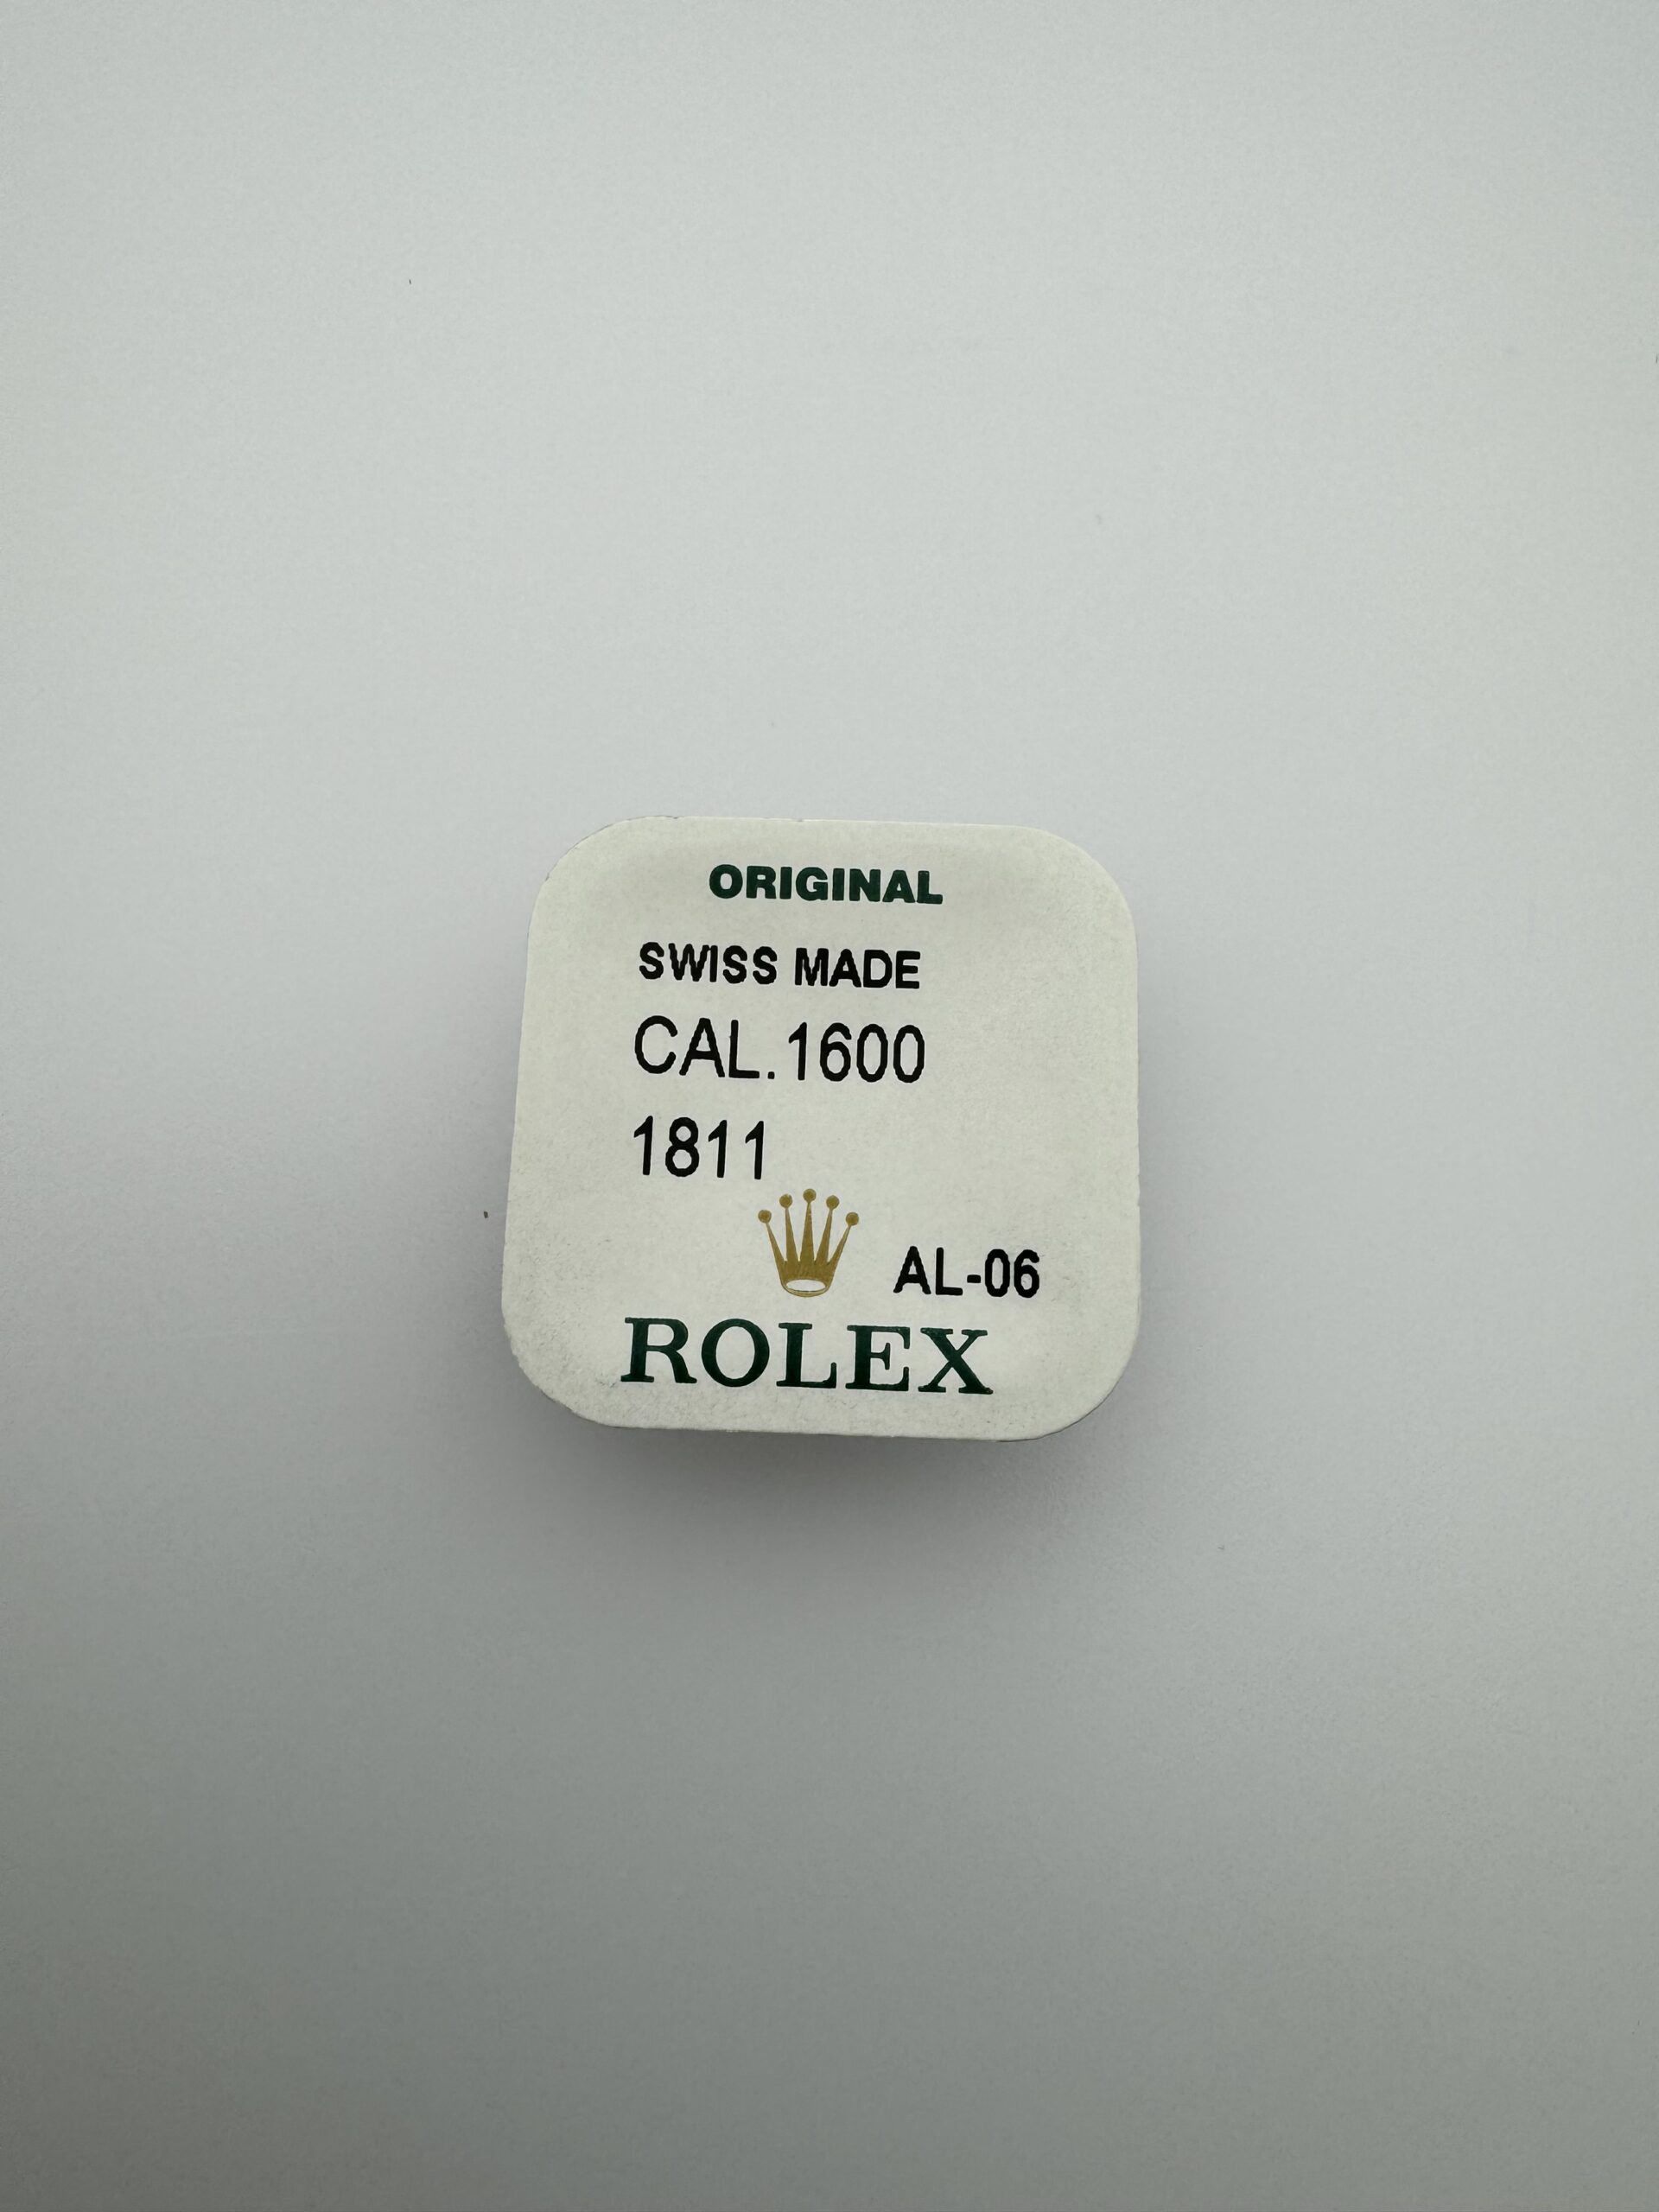 ORIGINAL
SWISS MADE
CAL.1600
1811
AL-06
ROLEX